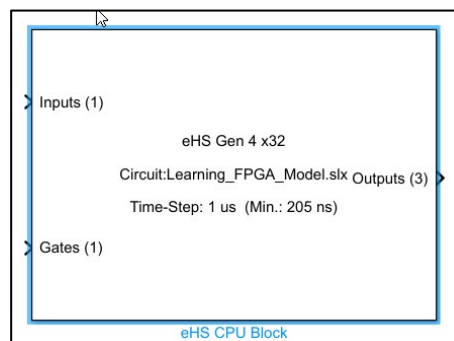 Inputs (1)
eHS Gen 4 x32
Circuit:Learning_FPGA_Model.slx
Outputs (3)
Time-Step: 1 us (Min.: 205 ns)
Gates (1)
eHS CPU Block